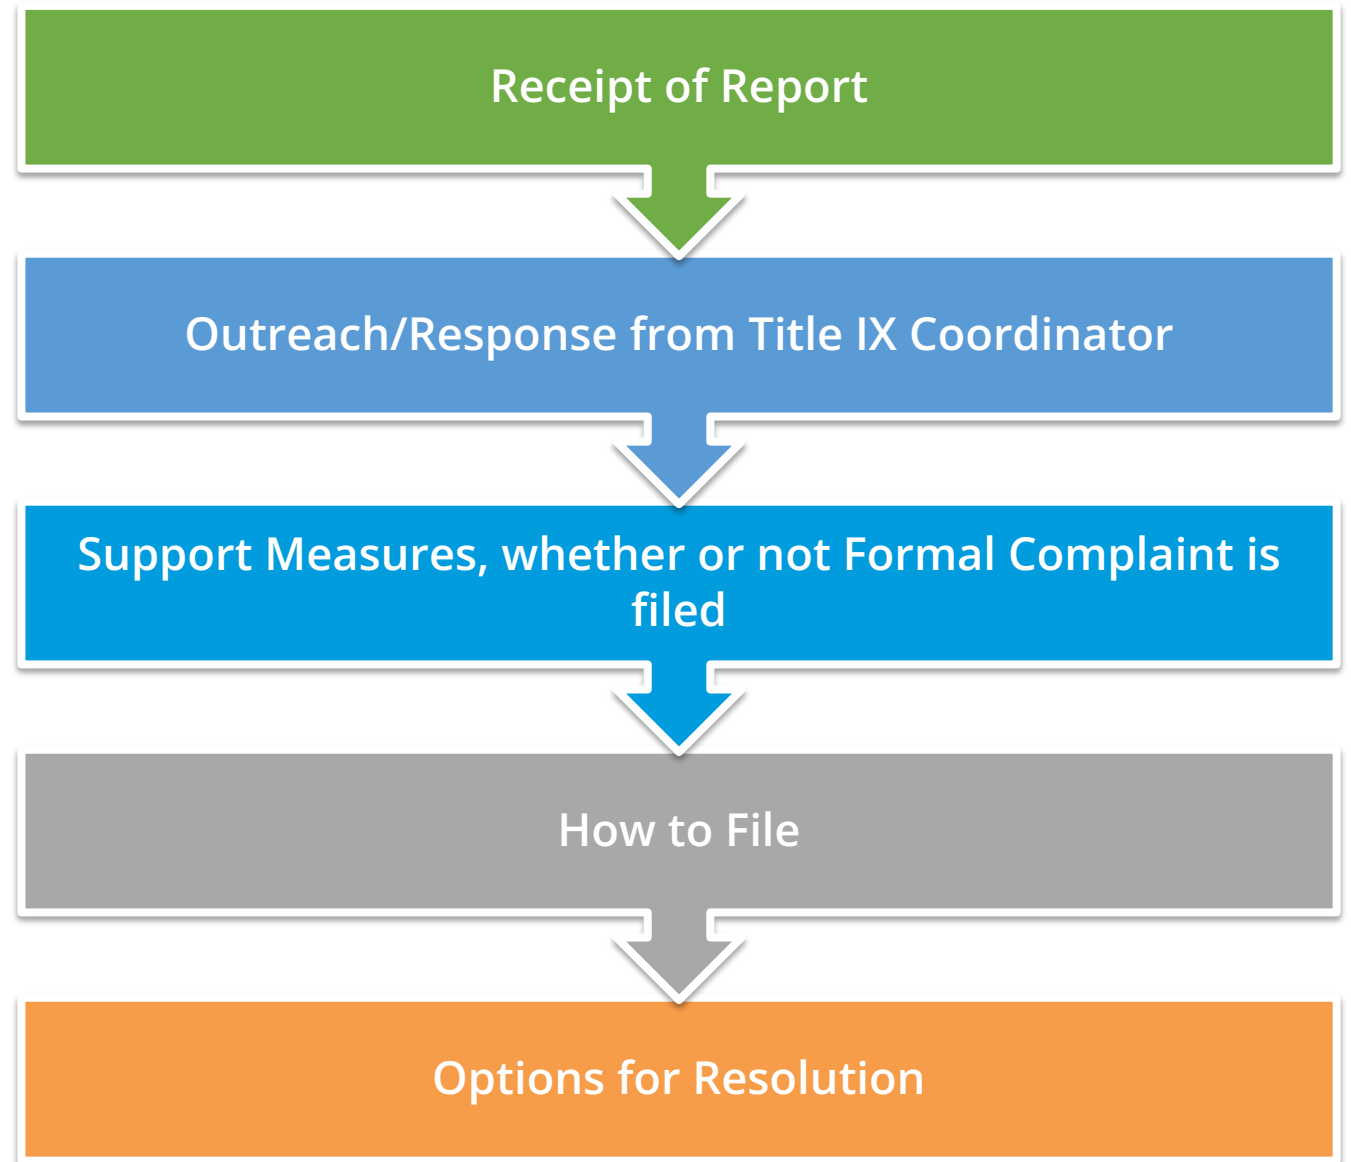 Receipt of Report
Outreach/Response from Title IX Coordinator
Support Measures, whether or not Formal Complaint is
filed
How to File
Options for Resolution